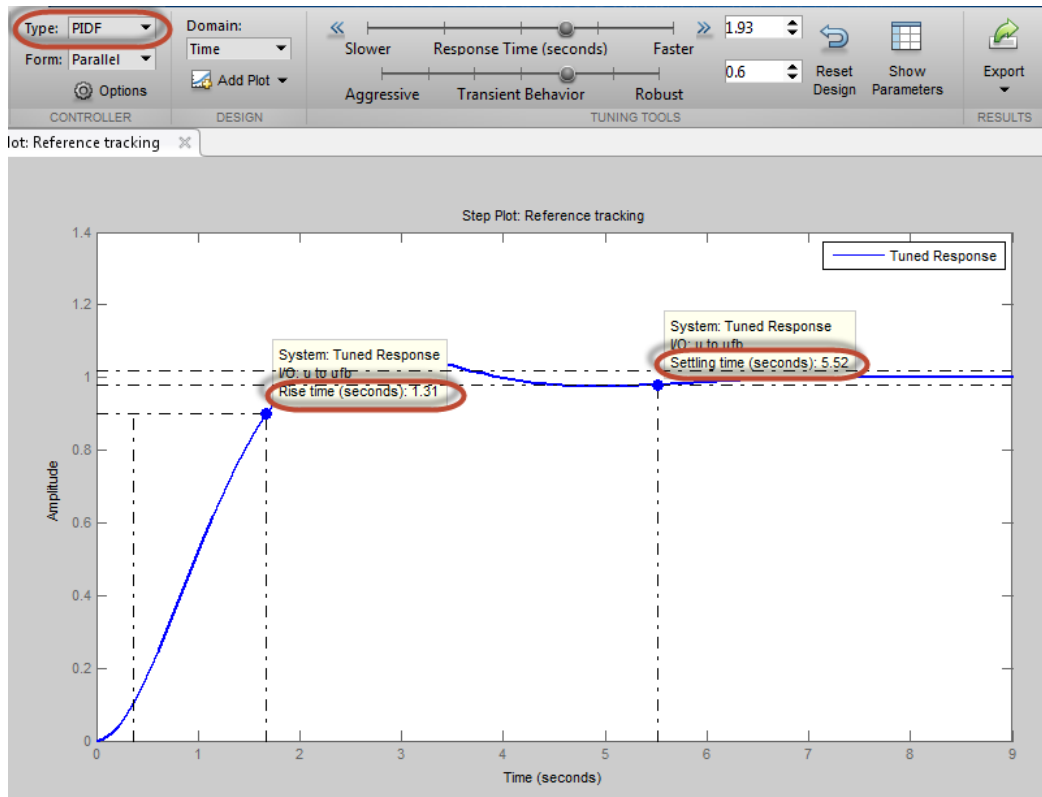 Type: PIDF
Form: Parallel
Options
CONTROLLER
Domain:
Time
Add Plot
DESIGN
Slower Response Time (seconds) Faster
1.93
Aggressive Transient Behavior Robust
0.6
TUNING TOOLS
Reset Design
Show Parameters
Export
RESULTS
lot: Reference tracking
Step Plot: Reference tracking
Tuned Response
System: Tuned Response
I/O: u to ufb
Rise time (seconds): 1.31
System: Tuned Response
I/O: u to ufb
Settling time (seconds): 5.52
Amplitude
1.4
1.2
1
0.8
0.6
0.4
0.2
0
0 1 2 3 4 5 6 7 8 9
Time (seconds)